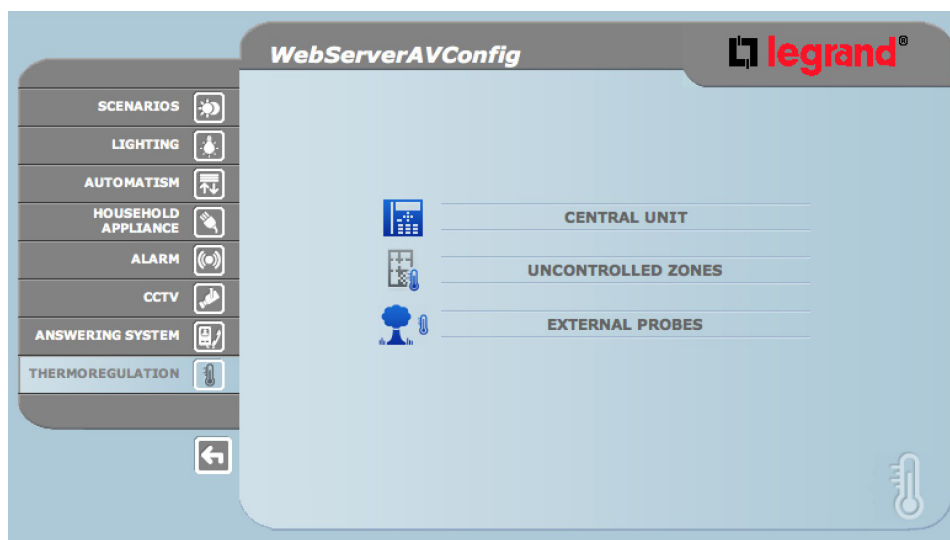 WebServerAVConfig
legrand®
SCENARIOS
LIGHTING
AUTOMATISM
HOUSEHOLD
APPLIANCE
ALARM
CCTV
ANSWERING SYSTEM
THERMOREGULATION
CENTRAL UNIT
UNCONTROLLED ZONES
EXTERNAL PROBES